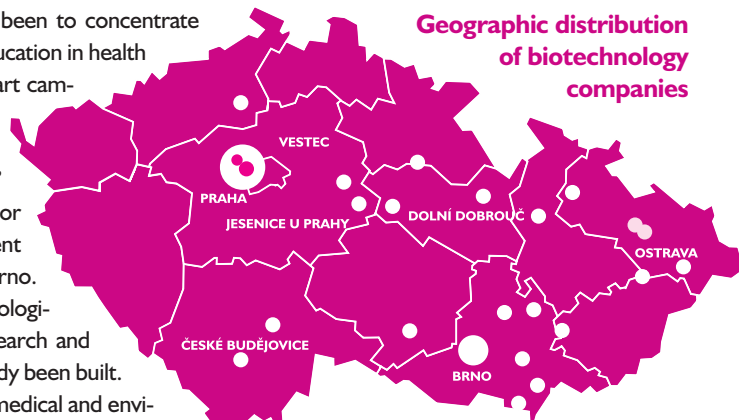 been to concentrate
ucation in health
art cam-
or
ent
rno.
ologi-
earch and
dy been built.
medical and envi-
Geographic distribution
of biotechnology
companies
VESTEC
PRAHA
JESENICE U PRAHY
DOLNÍ DOBROUČ
OSTRAVA
ČESKÉ BUDĚJOVICE
BRNO